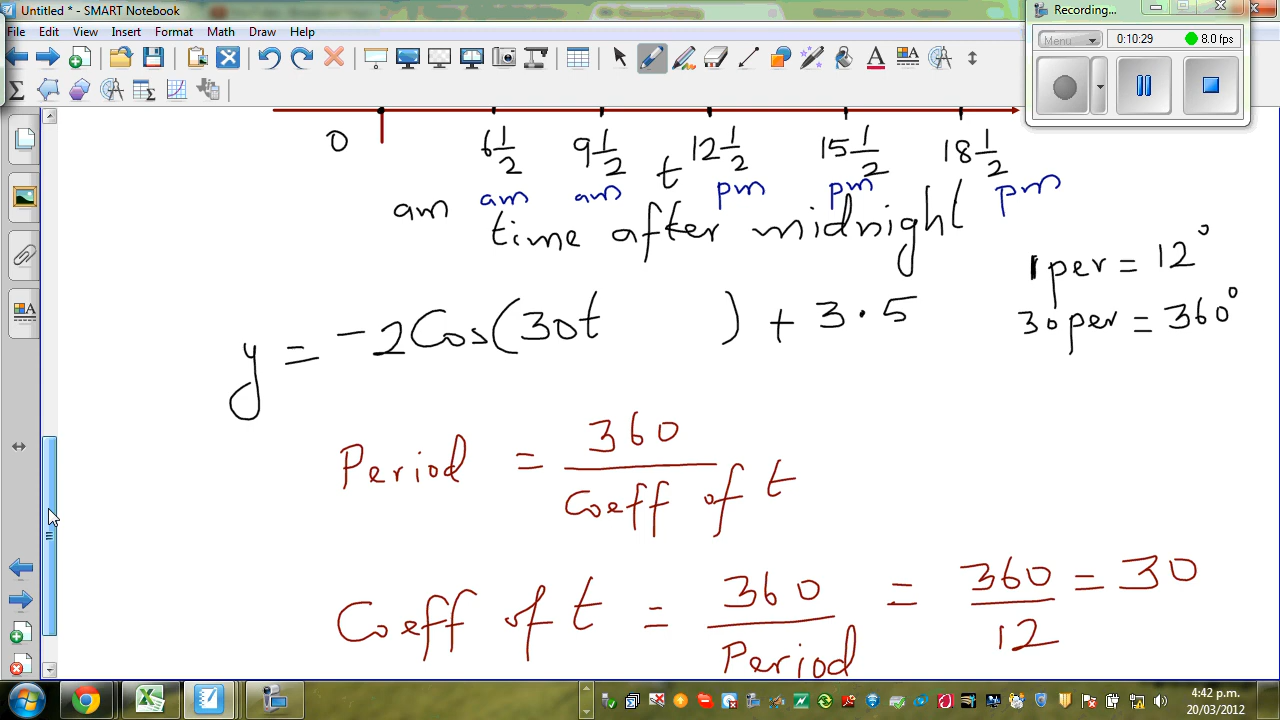 Untitled * - SMART Notebook
Recording...
File Edit View Insert Format Math Draw Help
Menu 0:10:29 8.0 fps
0 6 1/2 9 1/2 12 1/2 15 1/2 18 1/2
t
am am am pm pm pm
time after midnight
1 per = 12°
30 per = 360°
y = -2Cos(30t ) + 3.5
Period = 360 / Coeff of t
Coeff of t = 360 / Period = 360 / 12 = 30
4:42 p.m.
20/03/2012